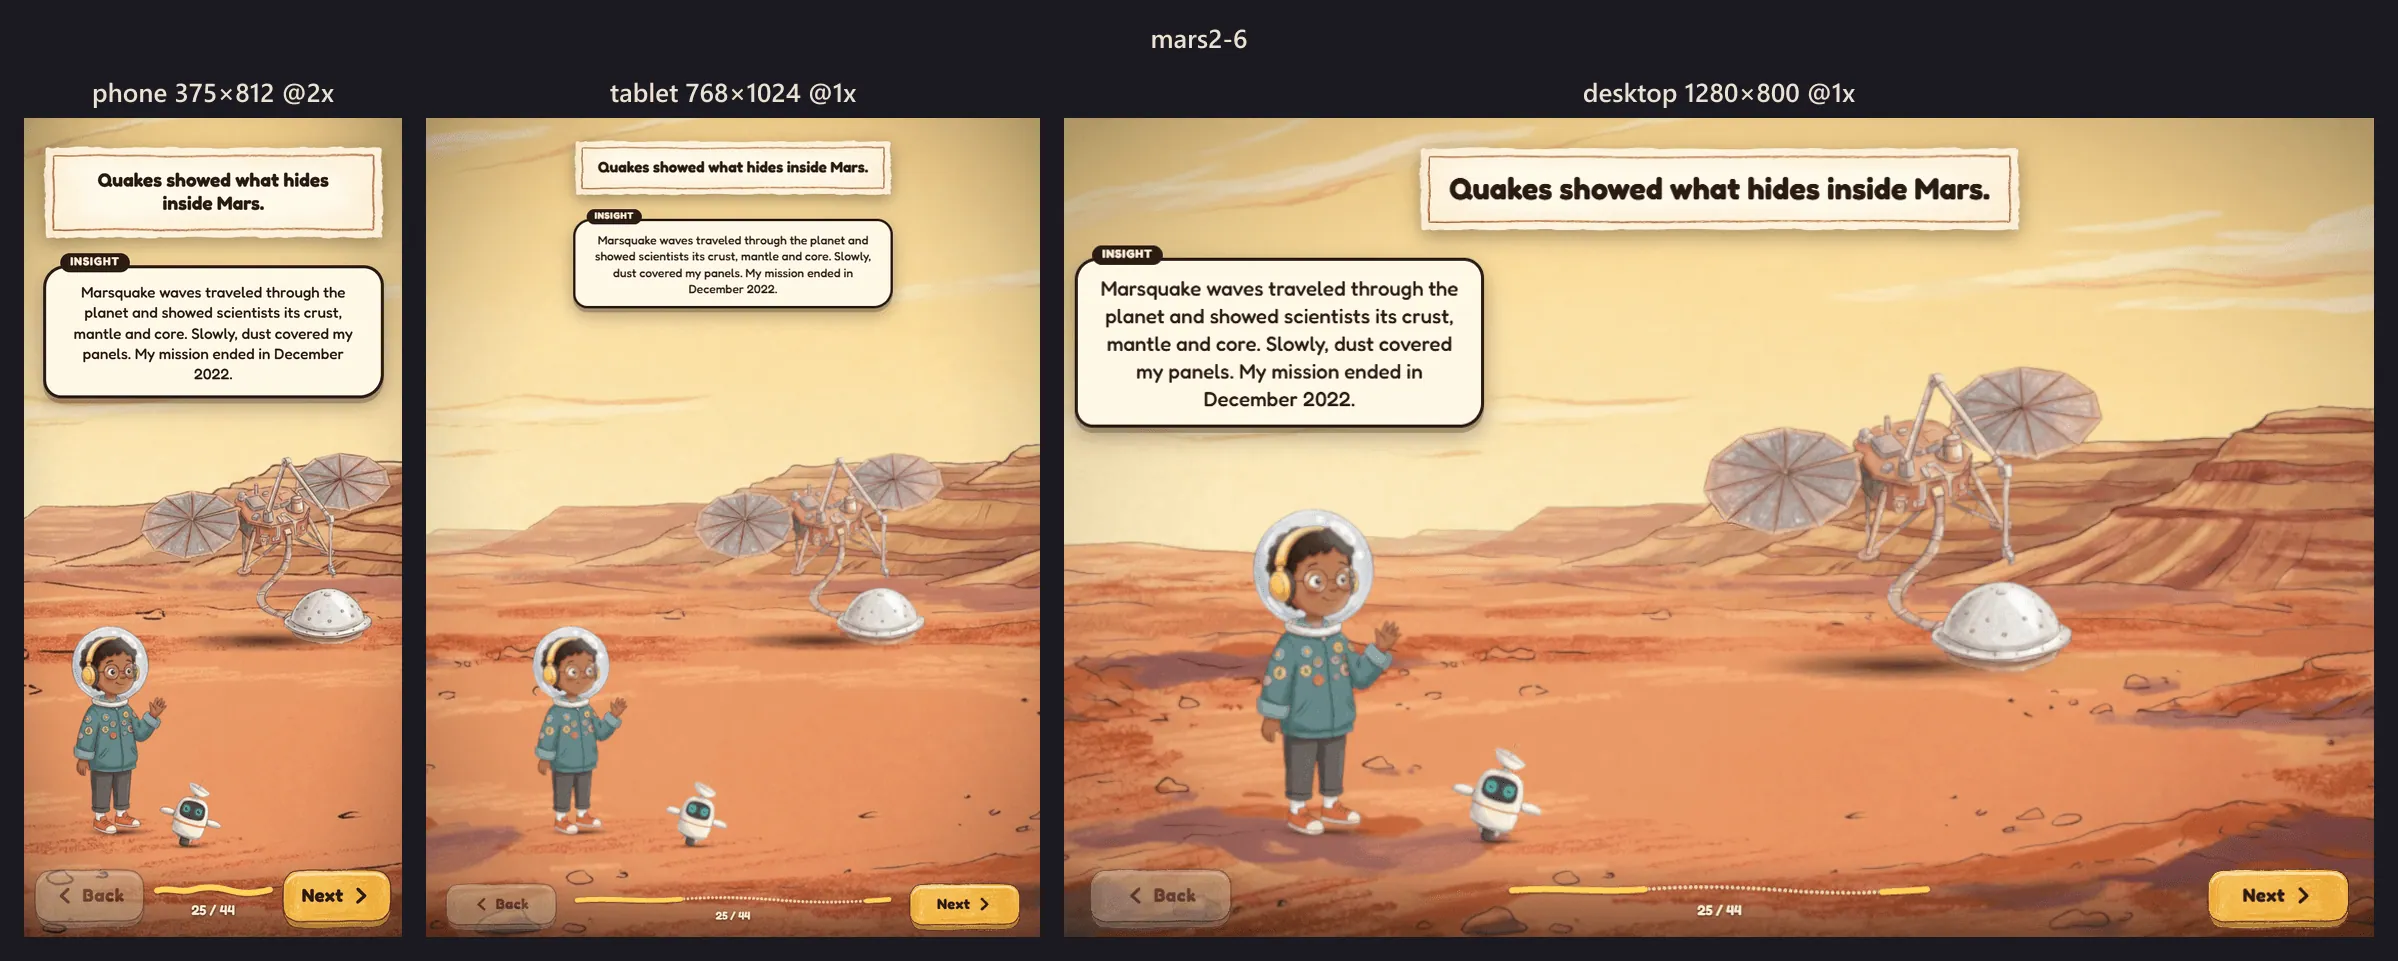 mars2-6
phone 375×812 @2x
Quakes showed what hides
inside Mars.
INSIGHT
Marsquake waves traveled through the
planet and showed scientists its crust,
mantle and core. Slowly, dust covered my
panels. My mission ended in December
2022.
Back
25 / 44
Next
tablet 768×1024 @1x
Quakes showed what hides inside Mars.
INSIGHT
Marsquake waves traveled through the planet and
showed scientists its crust, mantle and core. Slowly,
dust covered my panels. My mission ended in
December 2022.
Back
25 / 44
Next
desktop 1280×800 @1x
Quakes showed what hides inside Mars.
INSIGHT
Marsquake waves traveled through the
planet and showed scientists its crust,
mantle and core. Slowly, dust covered
my panels. My mission ended in
December 2022.
Back
25 / 44
Next